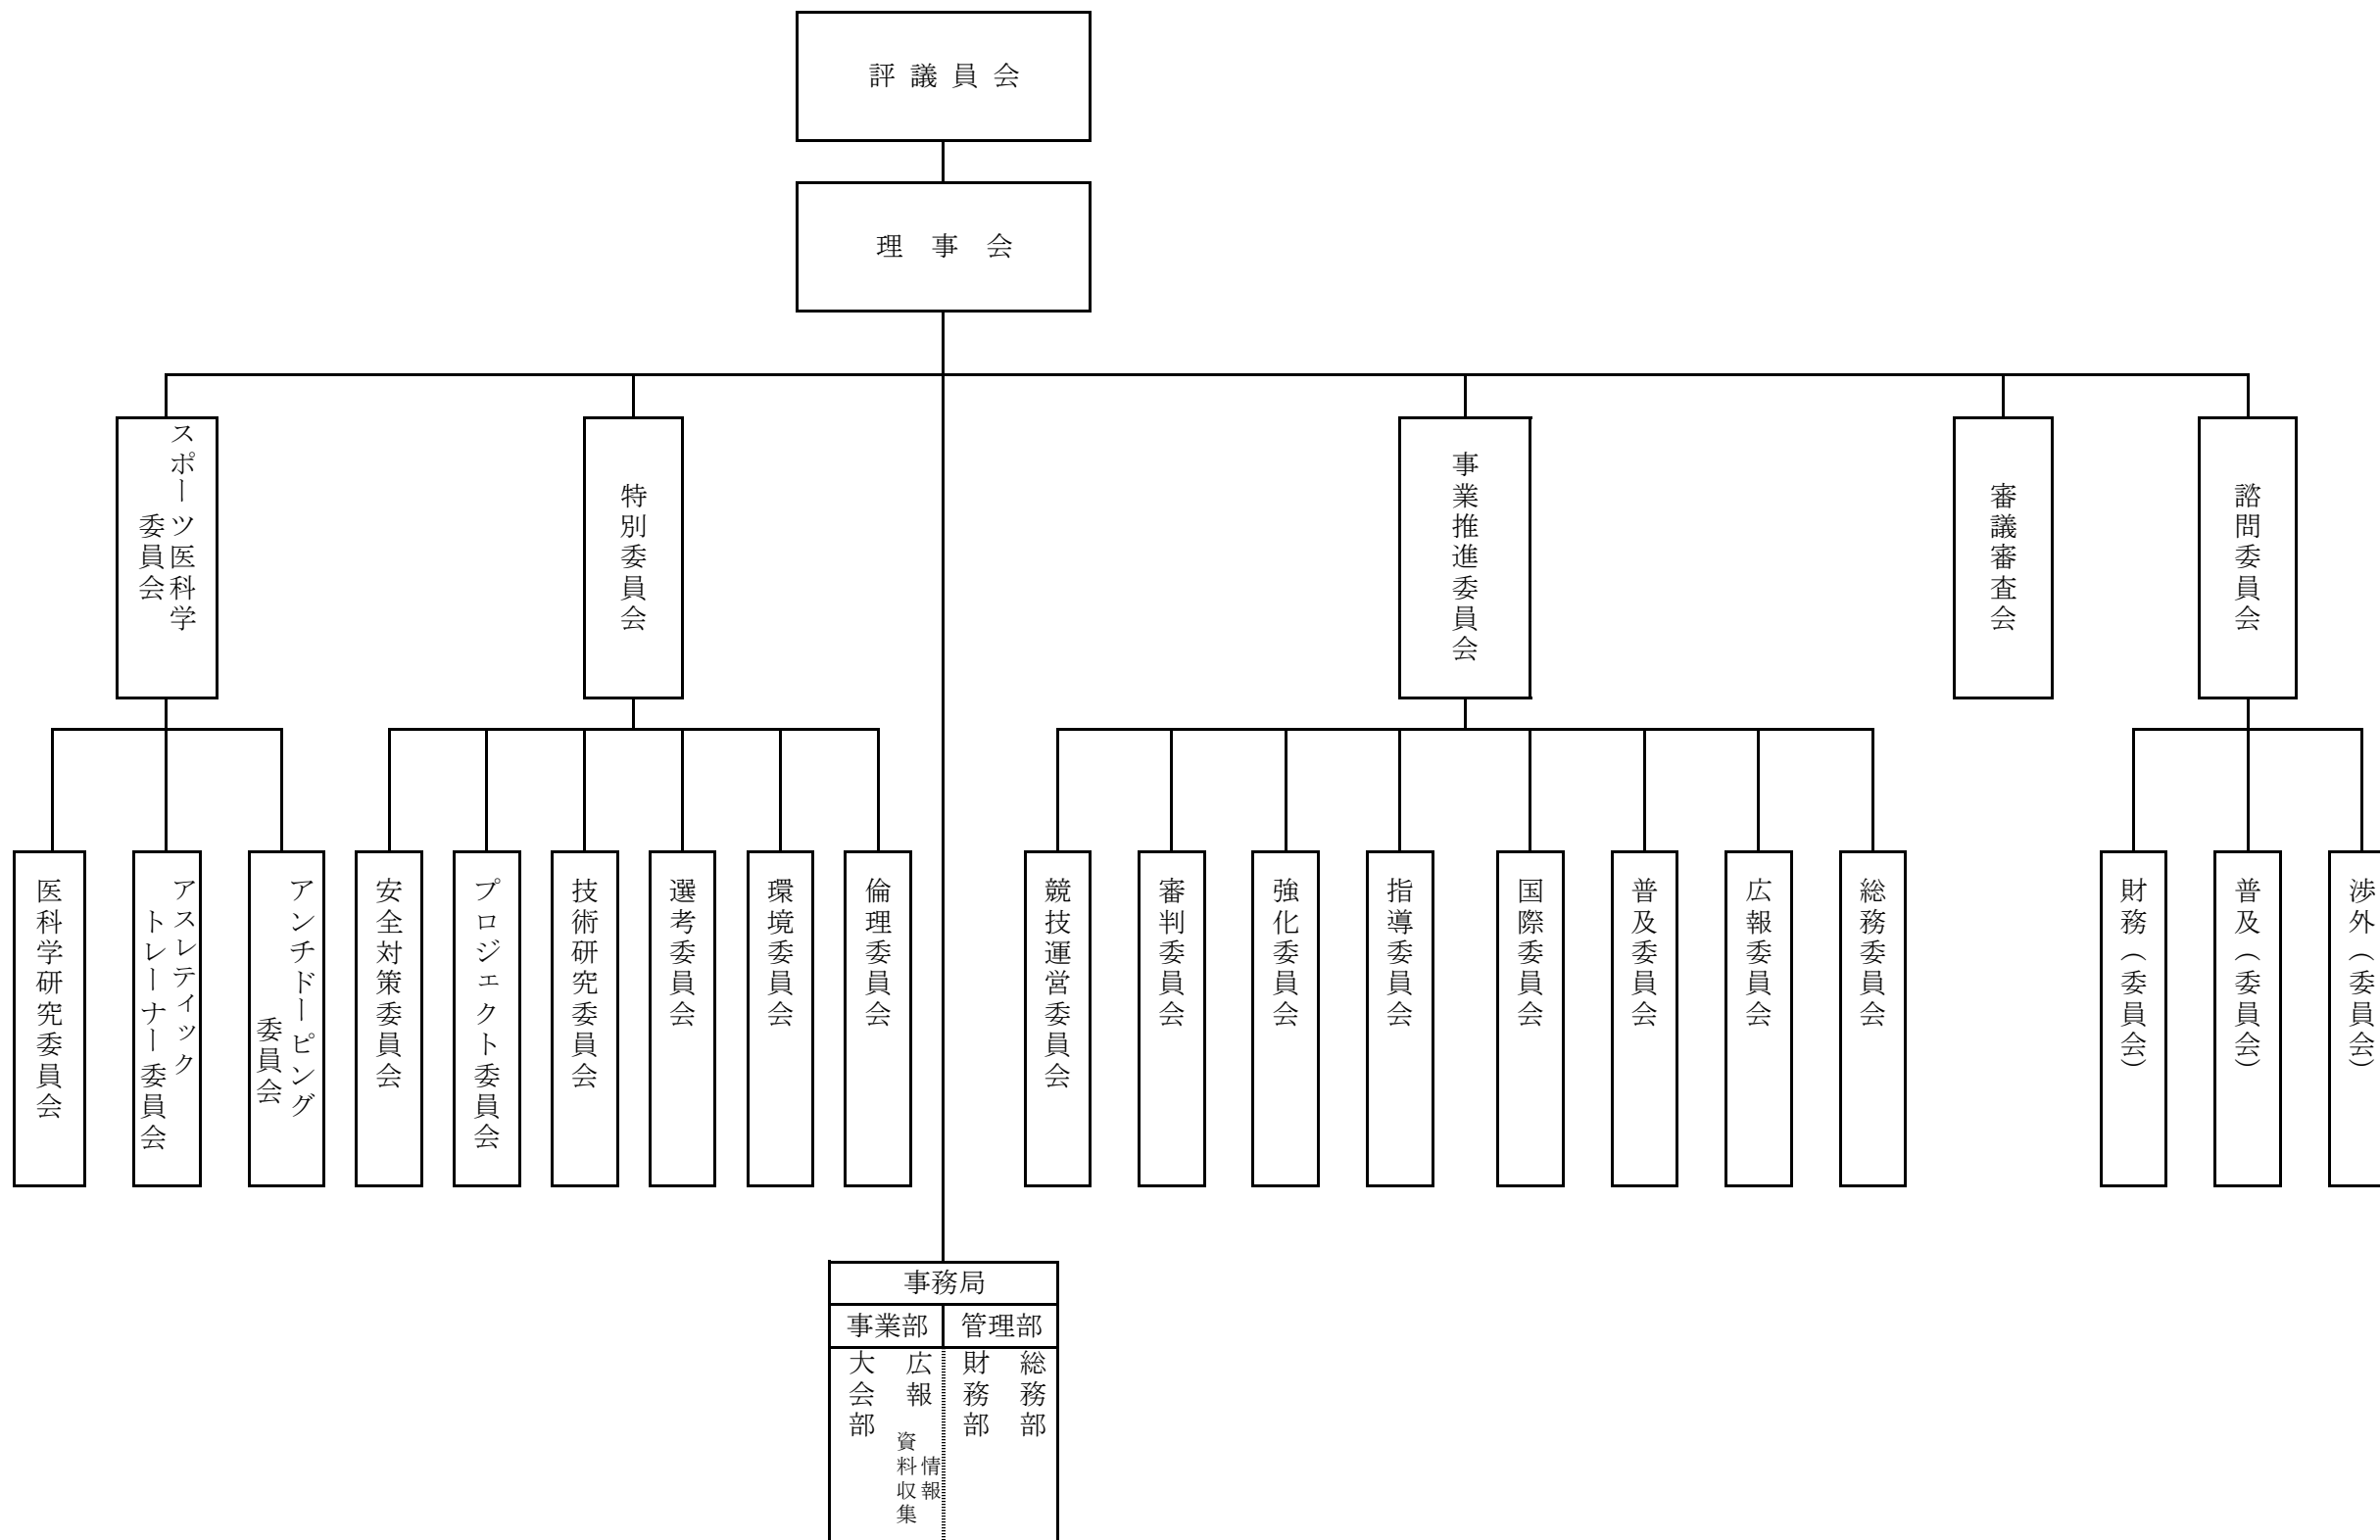 評議員会
理事会
諮問委員会
審議審査会
事業推進委員会
特別委員会
スポーツ医科学
委員会
渉外（委員会）
普及（委員会）
財務（委員会）
総務委員会
広報委員会
普及委員会
国際委員会
指導委員会
強化委員会
審判委員会
競技運営委員会
倫理委員会
環境委員会
選考委員会
技術研究委員会
プロジェクト委員会
安全対策委員会
アンチドーピング
委員会
アスレティック
トレーナー委員会
医科学研究委員会
事務局
事業部
管理部
総務部
財務部
広報
情報
資料収集
大会部